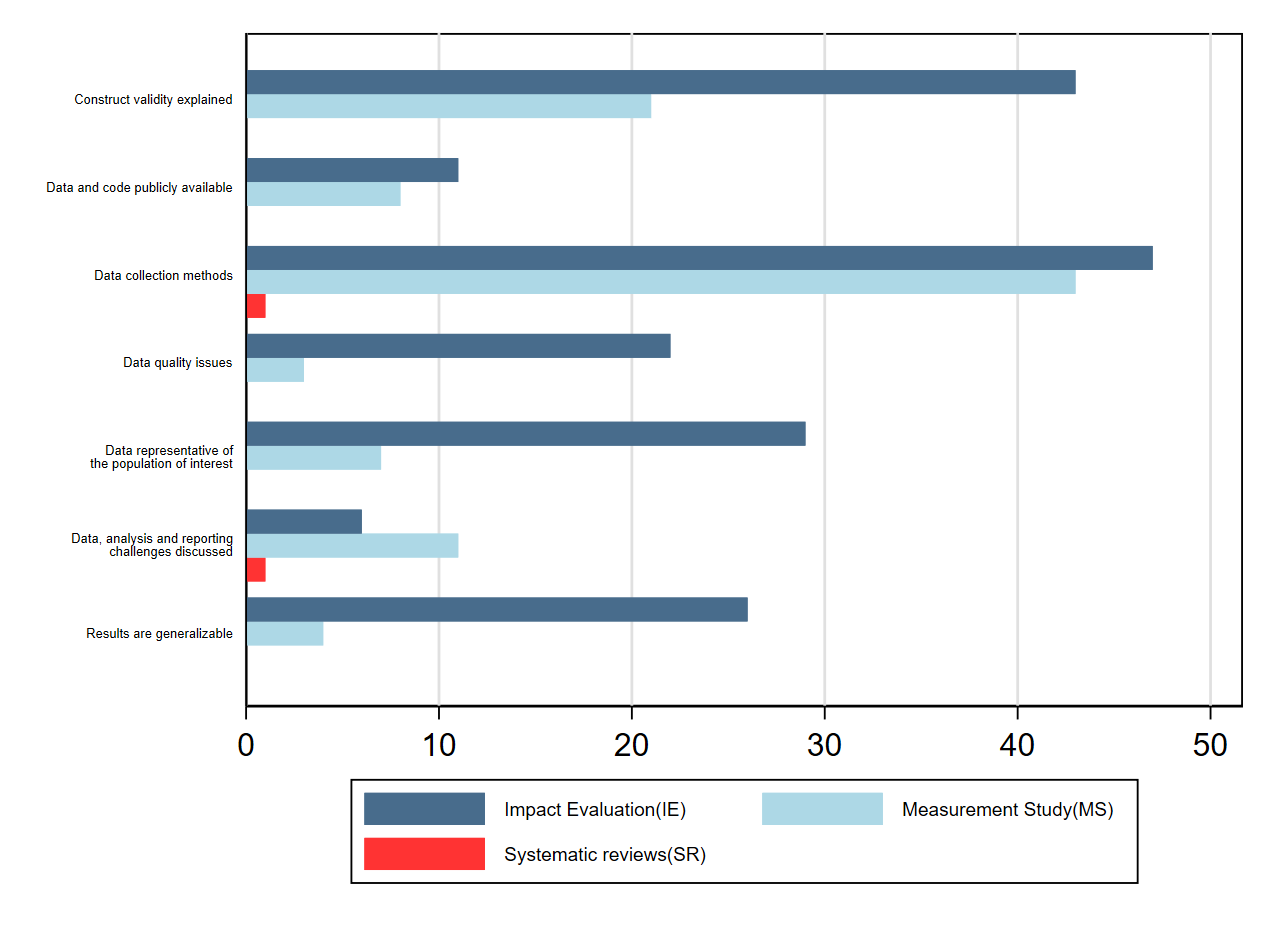 Construct validity explained
Data and code publicly available
Data collection methods
Data quality issues
Data representative of
the population of interest
Data, analysis and reporting
challenges discussed
Results are generalizable
0 10 20 30 40 50
Impact Evaluation(IE) Measurement Study(MS)
Systematic reviews(SR)